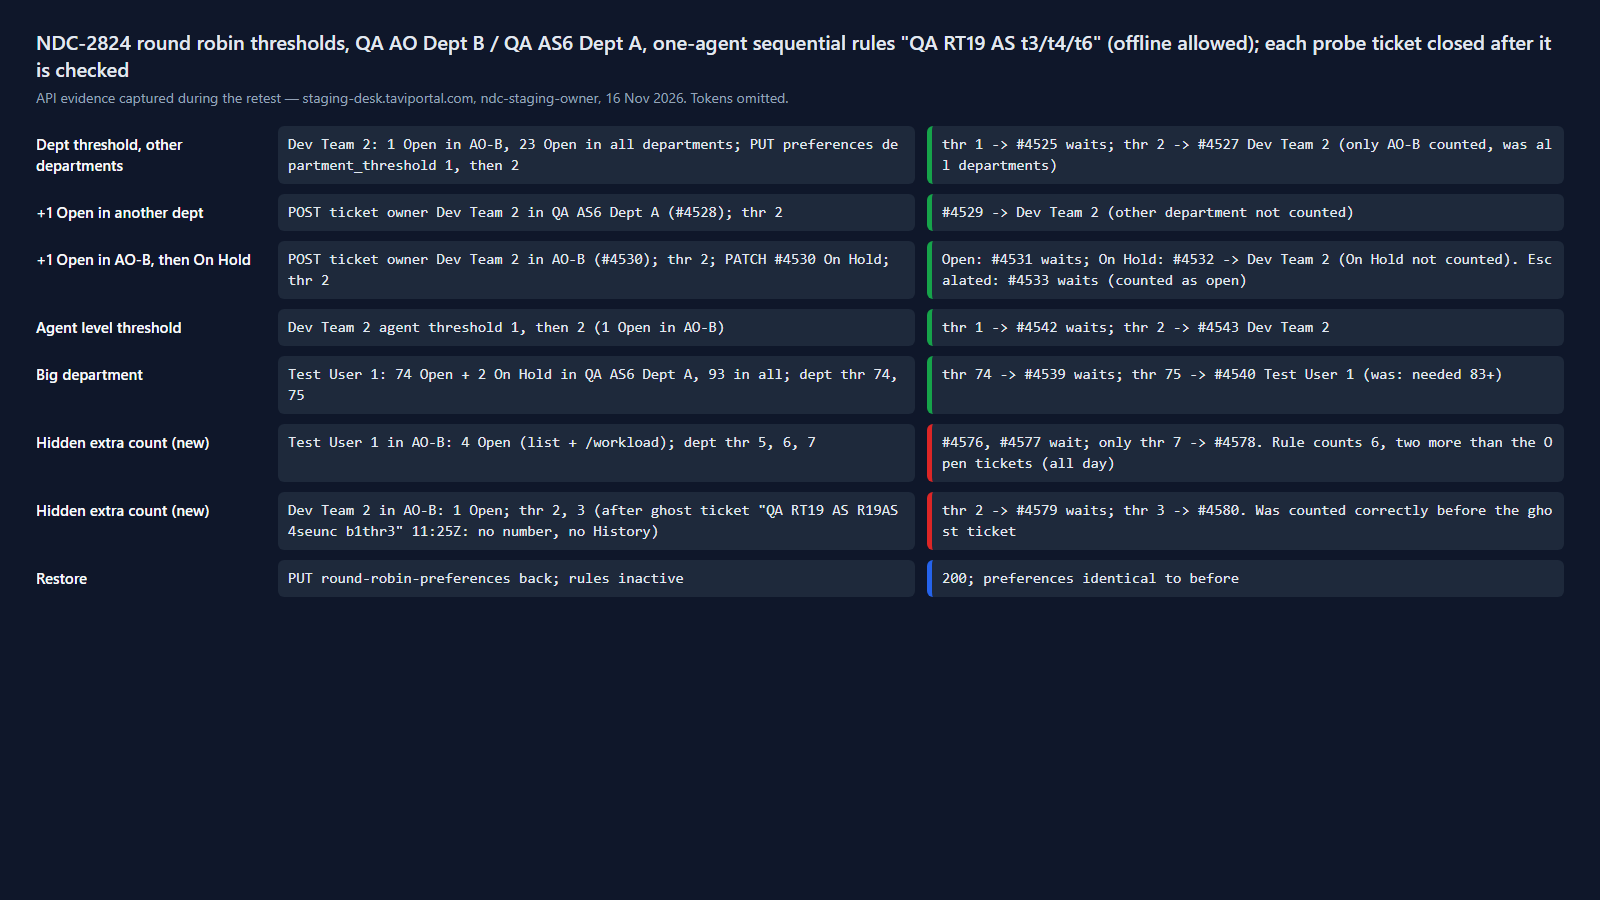 NDC-2824 round robin thresholds, QA AO Dept B / QA AS6 Dept A, one-agent sequential rules "QA RT19 AS t3/t4/t6" (offline allowed); each probe ticket closed after it
is checked
API evidence captured during the retest — staging-desk.taviportal.com, ndc-staging-owner, 16 Nov 2026. Tokens omitted.
Dept threshold, other
departments
Dev Team 2: 1 Open in AO-B, 23 Open in all departments; PUT preferences de
partment_threshold 1, then 2
thr 1 -> #4525 waits; thr 2 -> #4527 Dev Team 2 (only AO-B counted, was al
l departments)
+1 Open in another dept
POST ticket owner Dev Team 2 in QA AS6 Dept A (#4528); thr 2
#4529 -> Dev Team 2 (other department not counted)
+1 Open in AO-B, then On Hold
POST ticket owner Dev Team 2 in AO-B (#4530); thr 2; PATCH #4530 On Hold;
thr 2
Open: #4531 waits; On Hold: #4532 -> Dev Team 2 (On Hold not counted). Esc
alated: #4533 waits (counted as open)
Agent level threshold
Dev Team 2 agent threshold 1, then 2 (1 Open in AO-B)
thr 1 -> #4542 waits; thr 2 -> #4543 Dev Team 2
Big department
Test User 1: 74 Open + 2 On Hold in QA AS6 Dept A, 93 in all; dept thr 74,
75
thr 74 -> #4539 waits; thr 75 -> #4540 Test User 1 (was: needed 83+)
Hidden extra count (new)
Test User 1 in AO-B: 4 Open (list + /workload); dept thr 5, 6, 7
#4576, #4577 wait; only thr 7 -> #4578. Rule counts 6, two more than the O
pen tickets (all day)
Hidden extra count (new)
Dev Team 2 in AO-B: 1 Open; thr 2, 3 (after ghost ticket "QA RT19 AS R19AS
4seunc b1thr3" 11:25Z: no number, no History)
thr 2 -> #4579 waits; thr 3 -> #4580. Was counted correctly before the gho
st ticket
Restore
PUT round-robin-preferences back; rules inactive
200; preferences identical to before